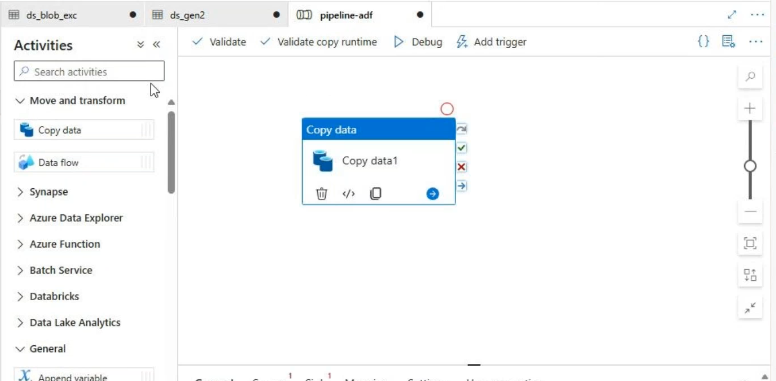 ds_blob_exc
ds_gen2
pipeline-adf
Activities
Validate
Validate copy runtime
Debug
Add trigger
Search activities
Move and transform
Copy data
Data flow
Synapse
Azure Data Explorer
Azure Function
Batch Service
Databricks
Data Lake Analytics
General
Append variable
Copy data
Copy data1
1
1